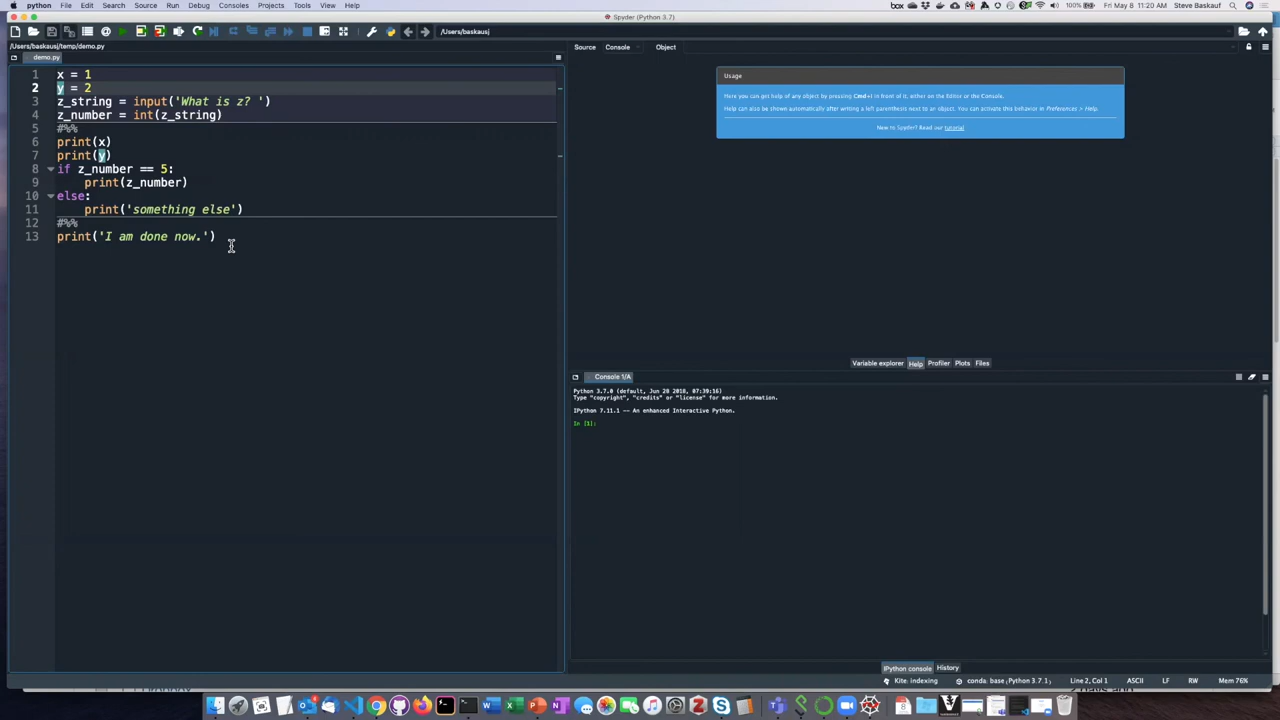 python File Edit Search Source Run Debug Consoles Projects Tools View Window Help
box 100% Fri May 8 11:20 AM Steve Baskauf
Spyder (Python 3.7)
/Users/baskausj
/Users/baskausj/temp/demo.py
demo.py
1 x = 1
2 y = 2
3 z_string = input('What is z? ')
4 z_number = int(z_string)
5 #%%
6 print(x)
7 print(y)
8 if z_number == 5:
9 print(z_number)
10 else:
11 print('something else')
12 #%%
13 print('I am done now.')
Source Console Object
Usage
Here you can get help of any object by pressing Cmd+I in front of it, either on the Editor or the Console.
Help can also be shown automatically after writing a left parenthesis next to an object. You can activate this behavior in Preferences > Help.
New to Spyder? Read our tutorial
Variable explorer Help Profiler Plots Files
Console 1/A
Python 3.7.0 (default, Jun 28 2018, 07:39:16)
Type "copyright", "credits" or "license" for more information.
IPython 7.11.1 -- An enhanced Interactive Python.
In [1]:
IPython console History
Kite: indexing conda: base (Python 3.7.1) Line 2, Col 1 ASCII LF RW Mem 76%